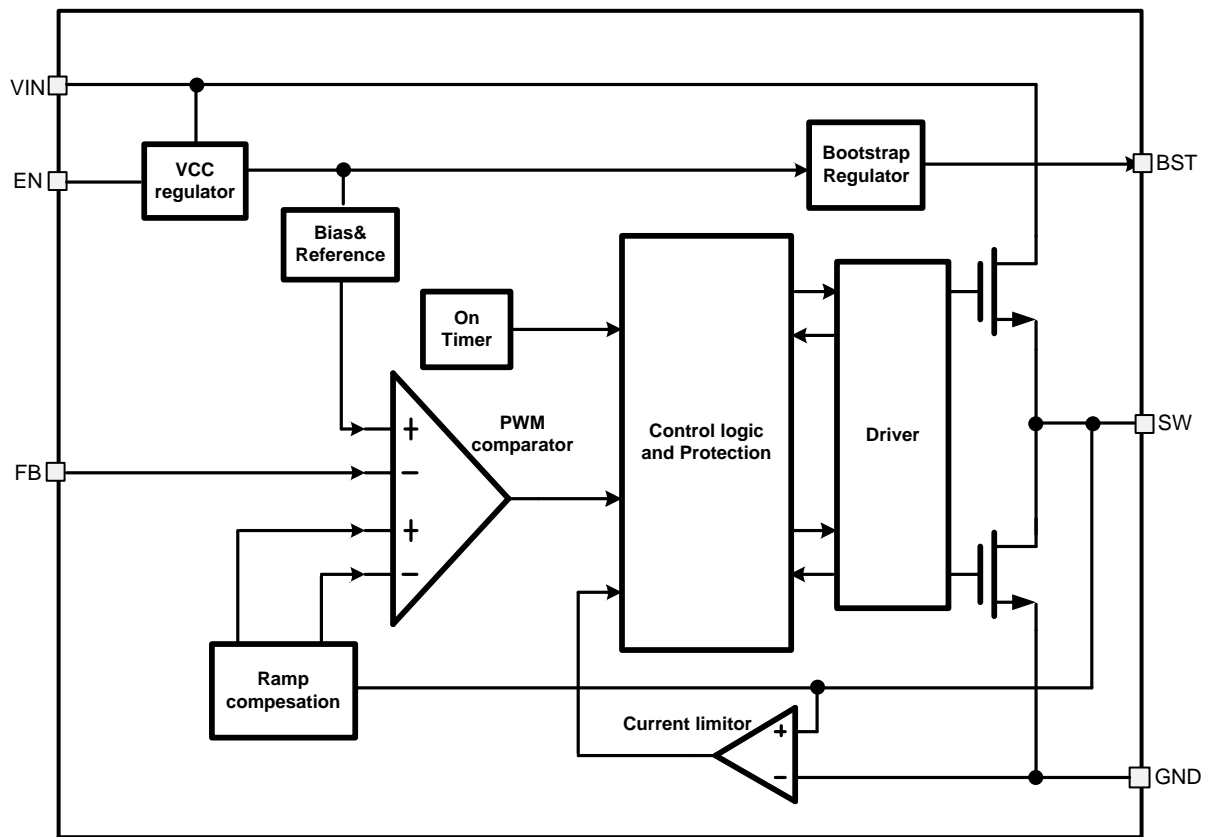 VIN
VCC
regulator
Bootstrap
Regulator
BST
EN
Bias&
Reference
On
Timer
+
PWM
comparator
Control logic
and Protection
Driver
SW
FB
−
+
−
Ramp
compesation
Current limitor
+
−
GND